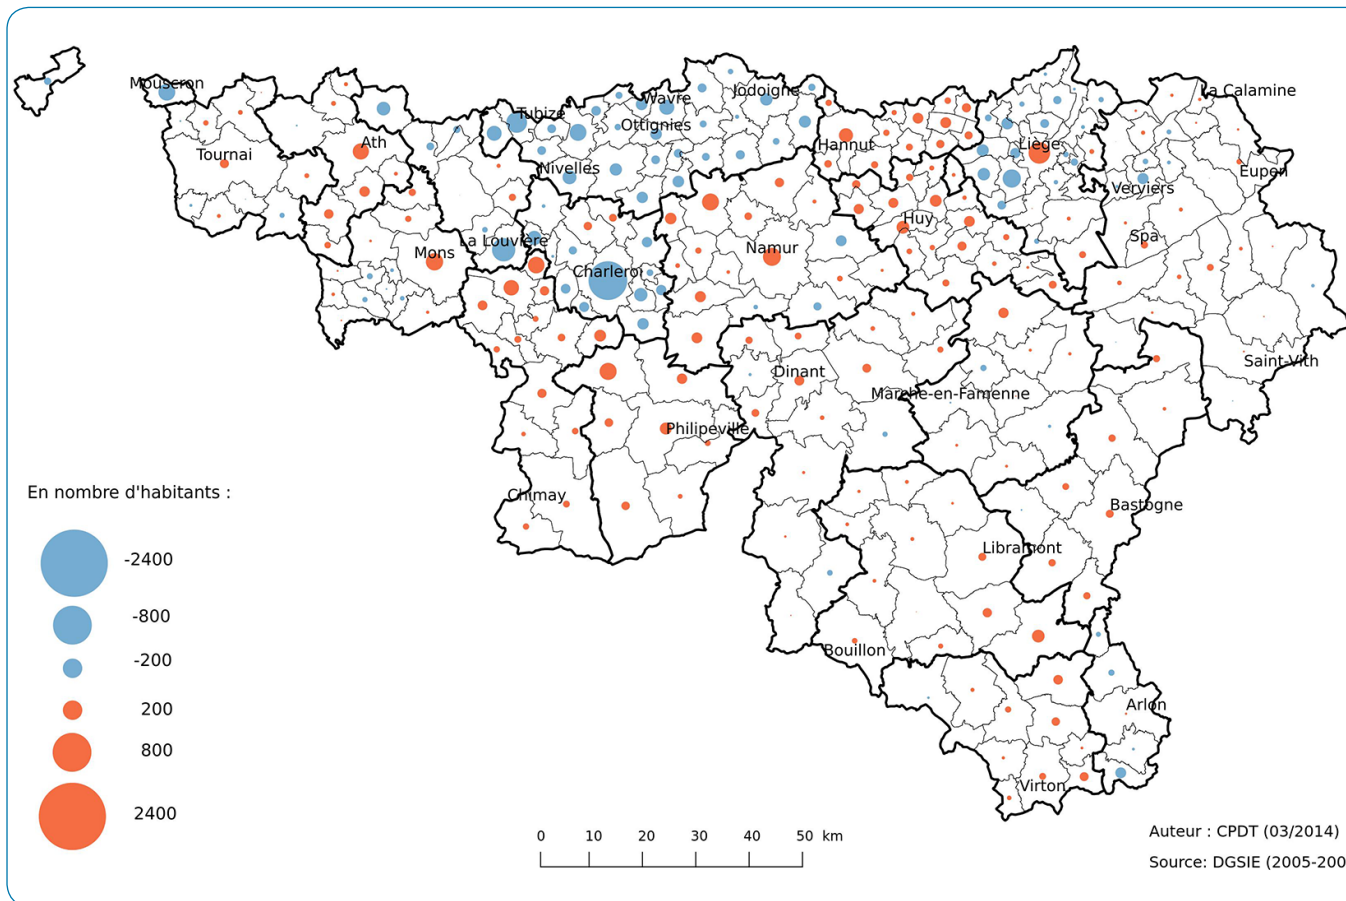 Mouscron
La Calamine
Wavre
Jodoigne
Tubize
Ottignies
Ath
Hannut
Liège
Tournai
Nivelles
Verviers
Eupen
Huy
Spa
La Louvière
Mons
Namur
Charleroi
Saint-Vith
Dinant
Marche-en-Famenne
Philipeville
En nombre d'habitants :
Chimay
Bastogne
-2400
Libramont
-800
-200
Bouillon
200
Arlon
800
Virton
2400
0 10 20 30 40 50 km
Auteur : CPDT (03/2014)
Source: DGSIE (2005-200